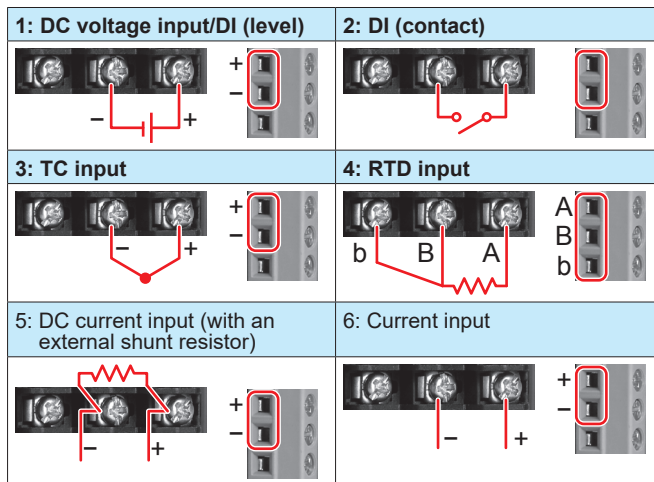 1: DC voltage input/DI (level)
2: DI (contact)
+
−
− +
3: TC input
4: RTD input
− +
+
−
b B A
A
B
b
5: DC current input (with an
external shunt resistor)
6: Current input
− +
+
−
− +
+
−